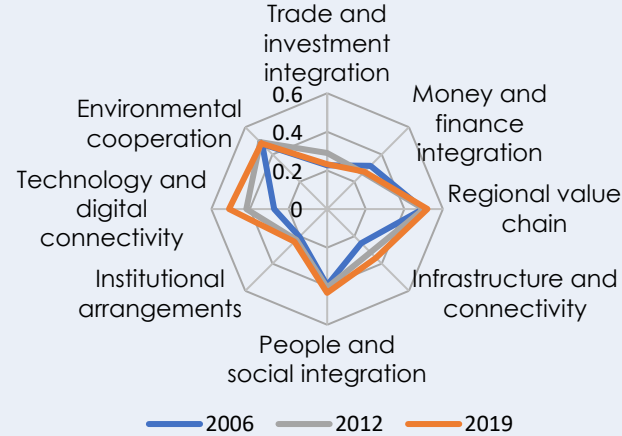 Trade and
investment
integration
Money and
finance
integration
Regional value
chain
Infrastructure and
connectivity
People and
social integration
Institutional
arrangements
Technology and
digital
connectivity
Environmental
cooperation
0.6
0.4
0.2
0
2006 2012 2019